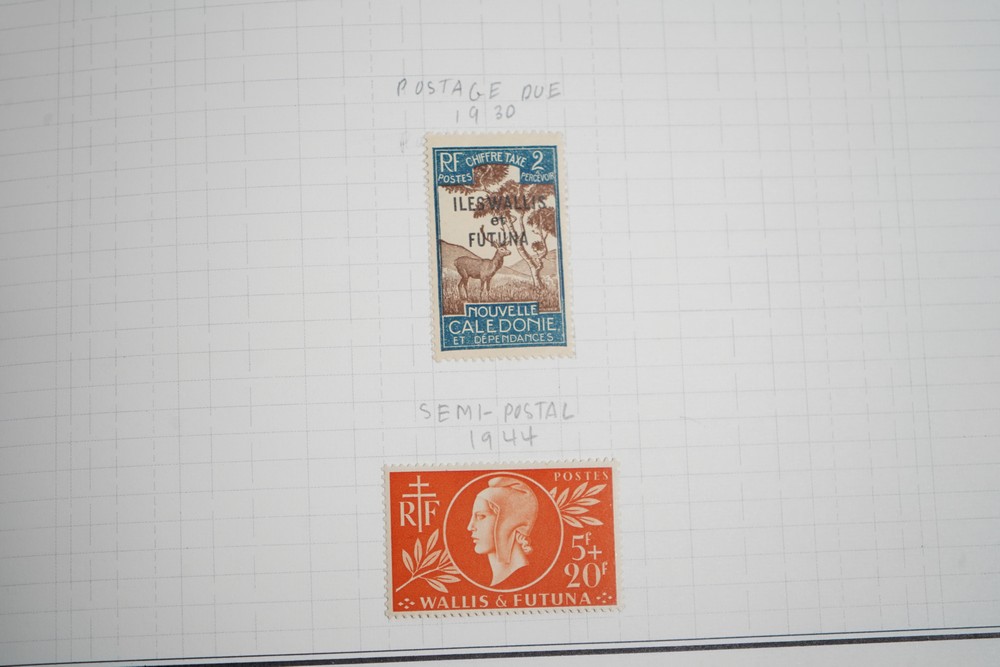 POSTAGE DUE
1930
RF CHIFFRE TAXE 2
POSTES A PERCEVOIR
ILES WALLIS
et
FUTUNA
NOUVELLE
CALEDONIE
ET DÉPENDANCES
SEMI-POSTAL
1944
POSTES
RF
5F+
20F
WALLIS & FUTUNA